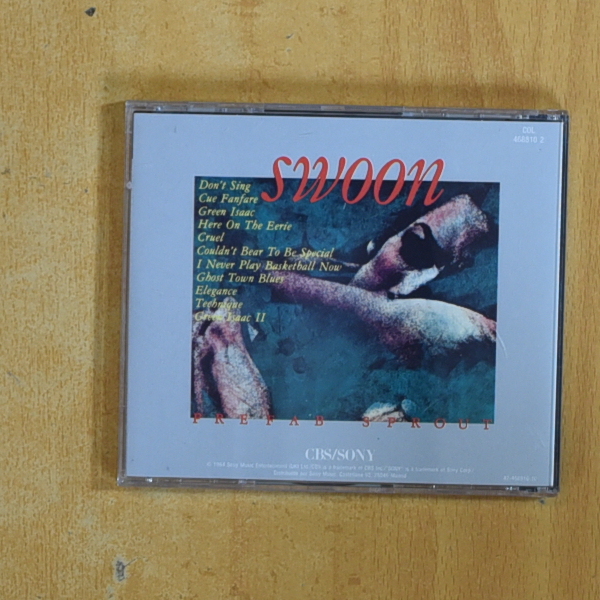 COL
460810 2
swoon
Don't Sing
Cue Fanfare
Green Isaac
Here On The Eerie
Cruel
Couldn't Bear To Be Special
I Never Play Basketball Now
Ghost Town Blues
Elegance
Technique
Green Isaac II
PREFAB SPROUT
CBS/SONY